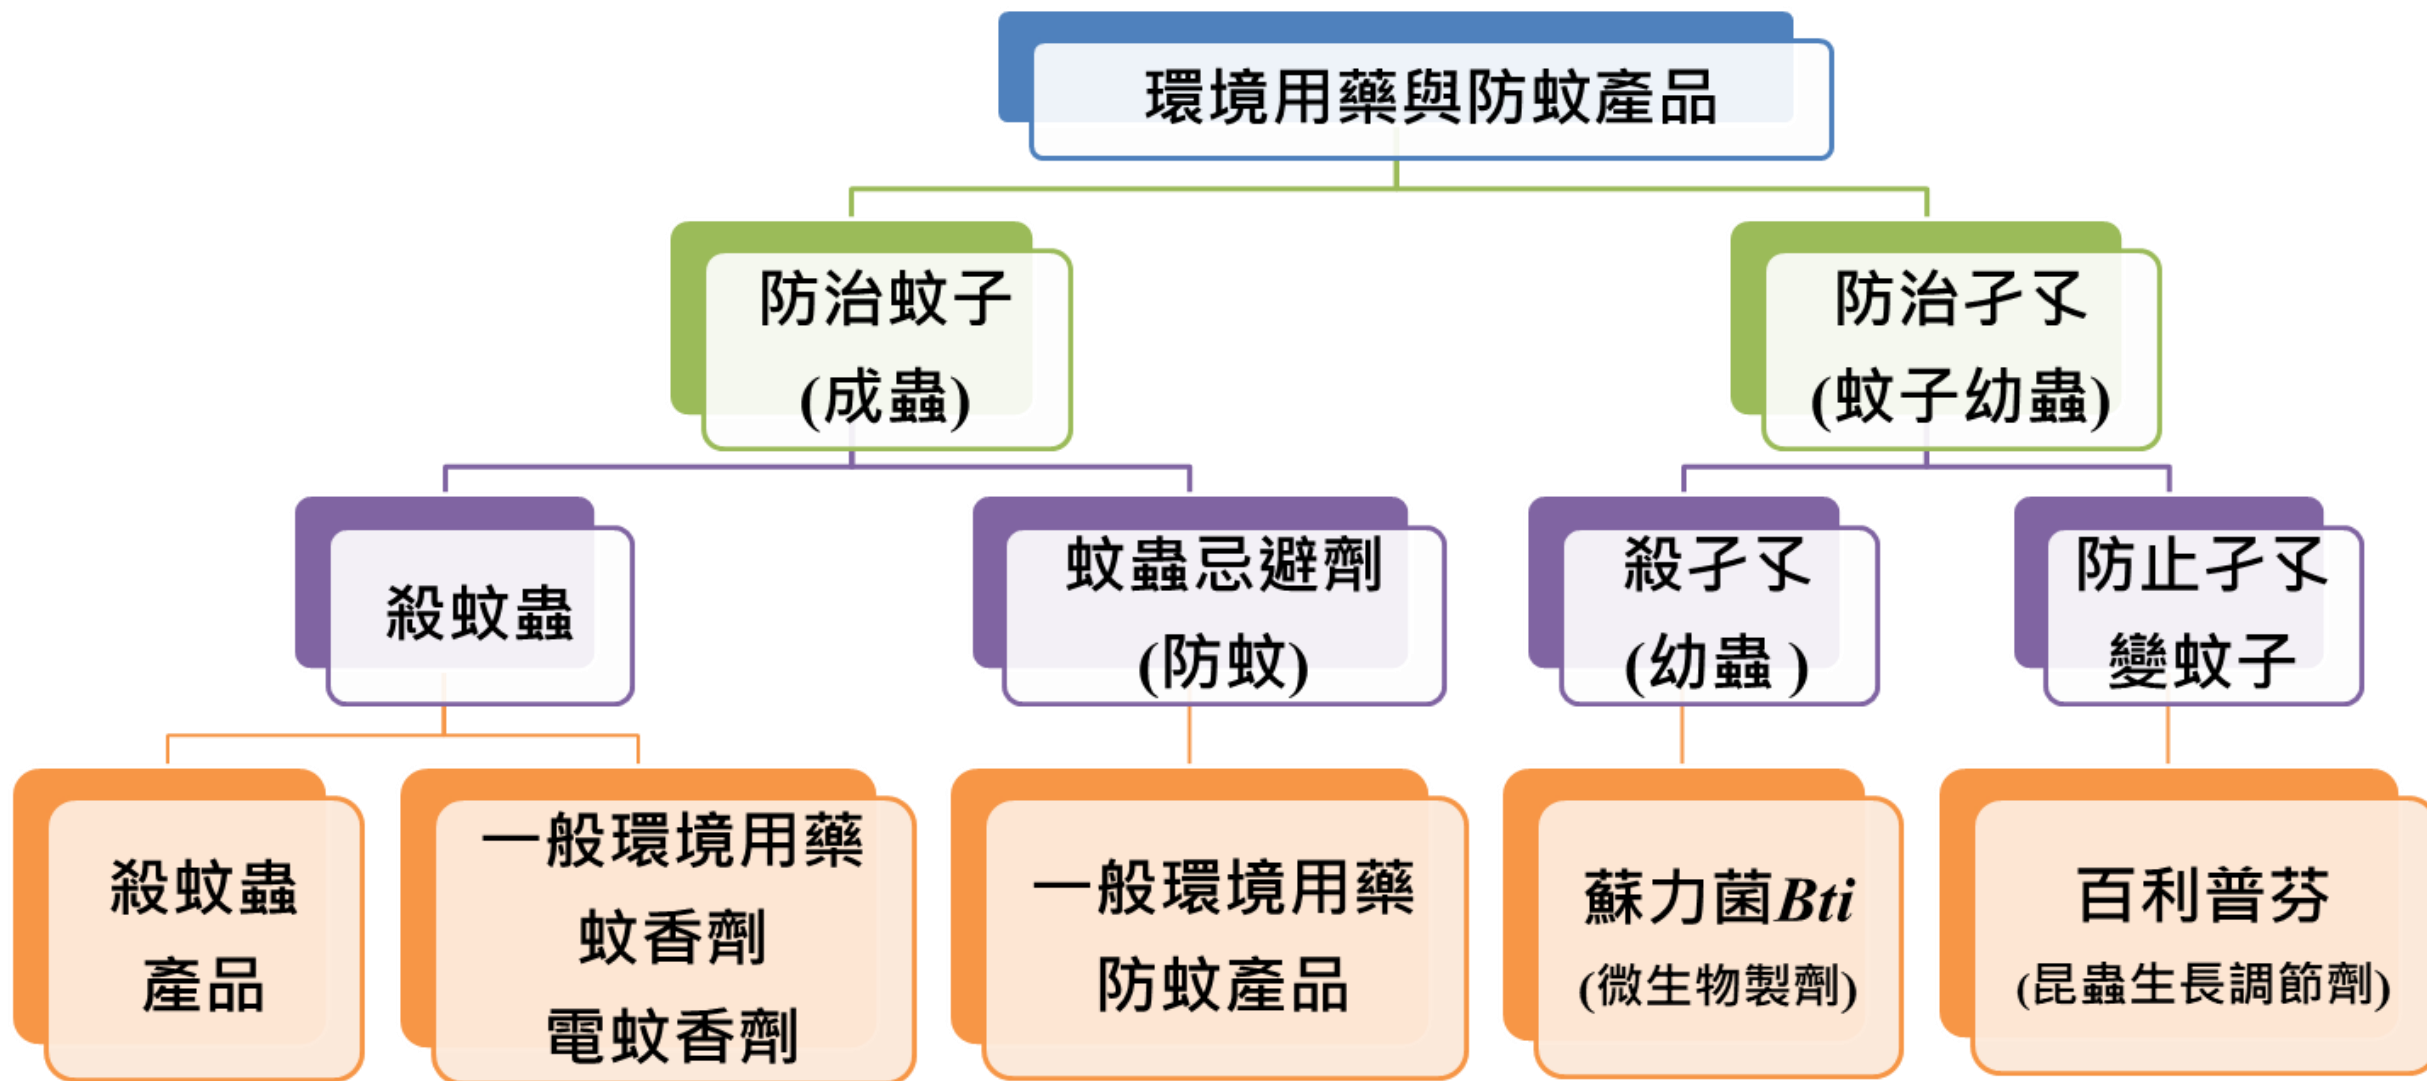 環境用藥與防蚊產品
防治蚊子
(成蟲)
防治孑孓
(蚊子幼蟲)
殺蚊蟲
蚊蟲忌避劑
(防蚊)
殺孑孓
(幼蟲 )
防止孑孓
變蚊子
殺蚊蟲
產品
一般環境用藥
蚊香劑
電蚊香劑
一般環境用藥
防蚊產品
蘇力菌Bti
(微生物製劑)
百利普芬
(昆蟲生長調節劑)